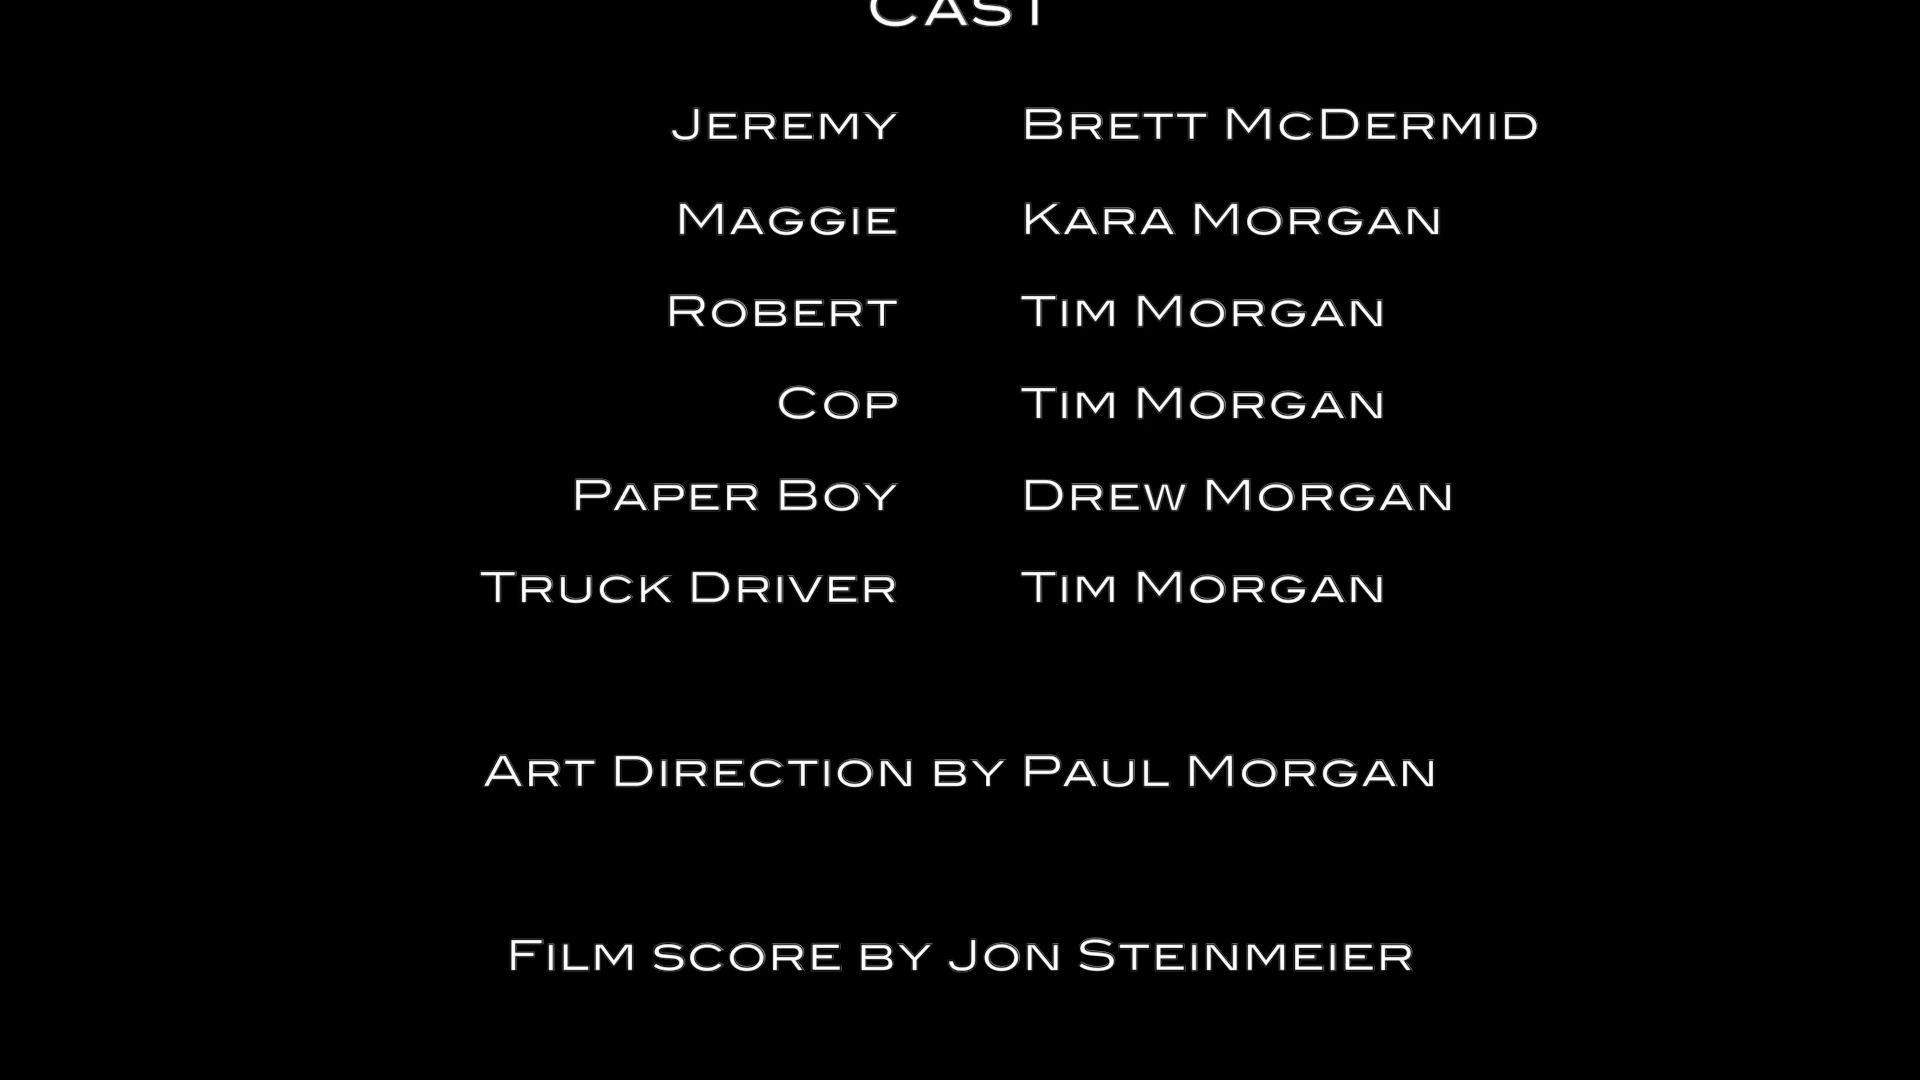 Cast
Jeremy Brett McDermid
Maggie Kara Morgan
Robert Tim Morgan
Cop Tim Morgan
Paper Boy Drew Morgan
Truck Driver Tim Morgan
Art Direction by Paul Morgan
Film score by Jon Steinmeier